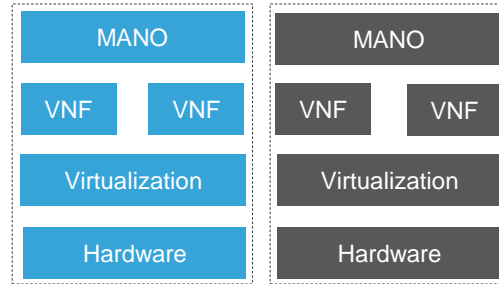 MANO
VNF VNF
Virtualization
Hardware
MANO
VNF VNF
Virtualization
Hardware